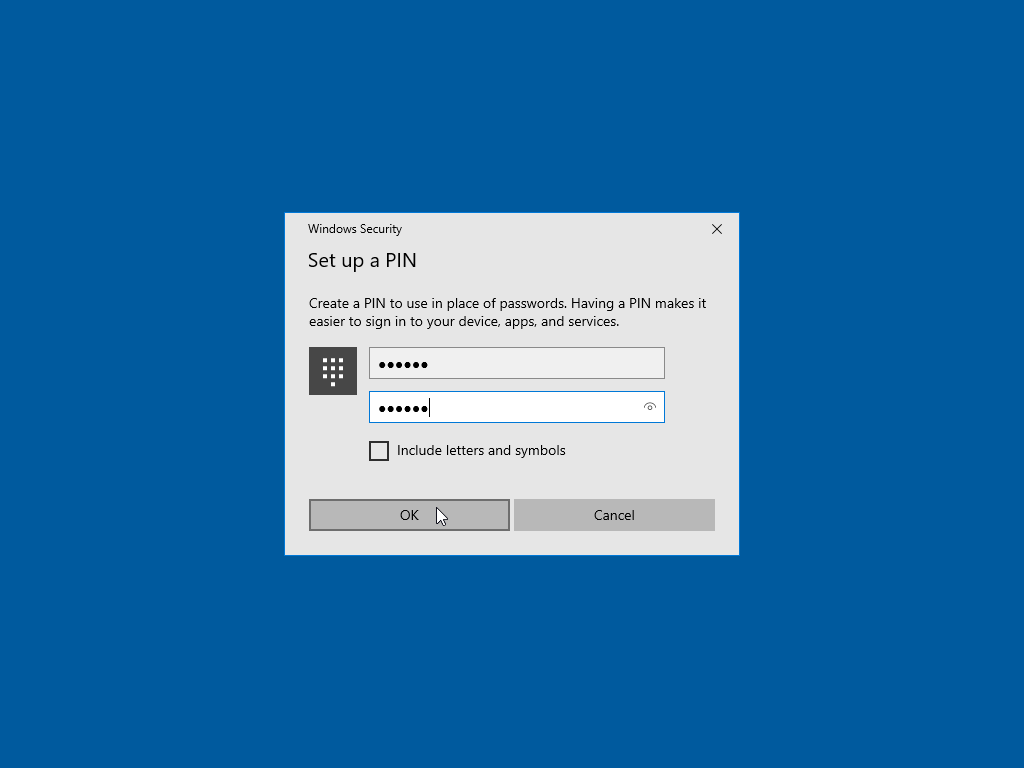 Windows Security
Set up a PIN
Create a PIN to use in place of passwords. Having a PIN makes it
easier to sign in to your device, apps, and services.
●●●●●●
●●●●●●
Include letters and symbols
OK
Cancel